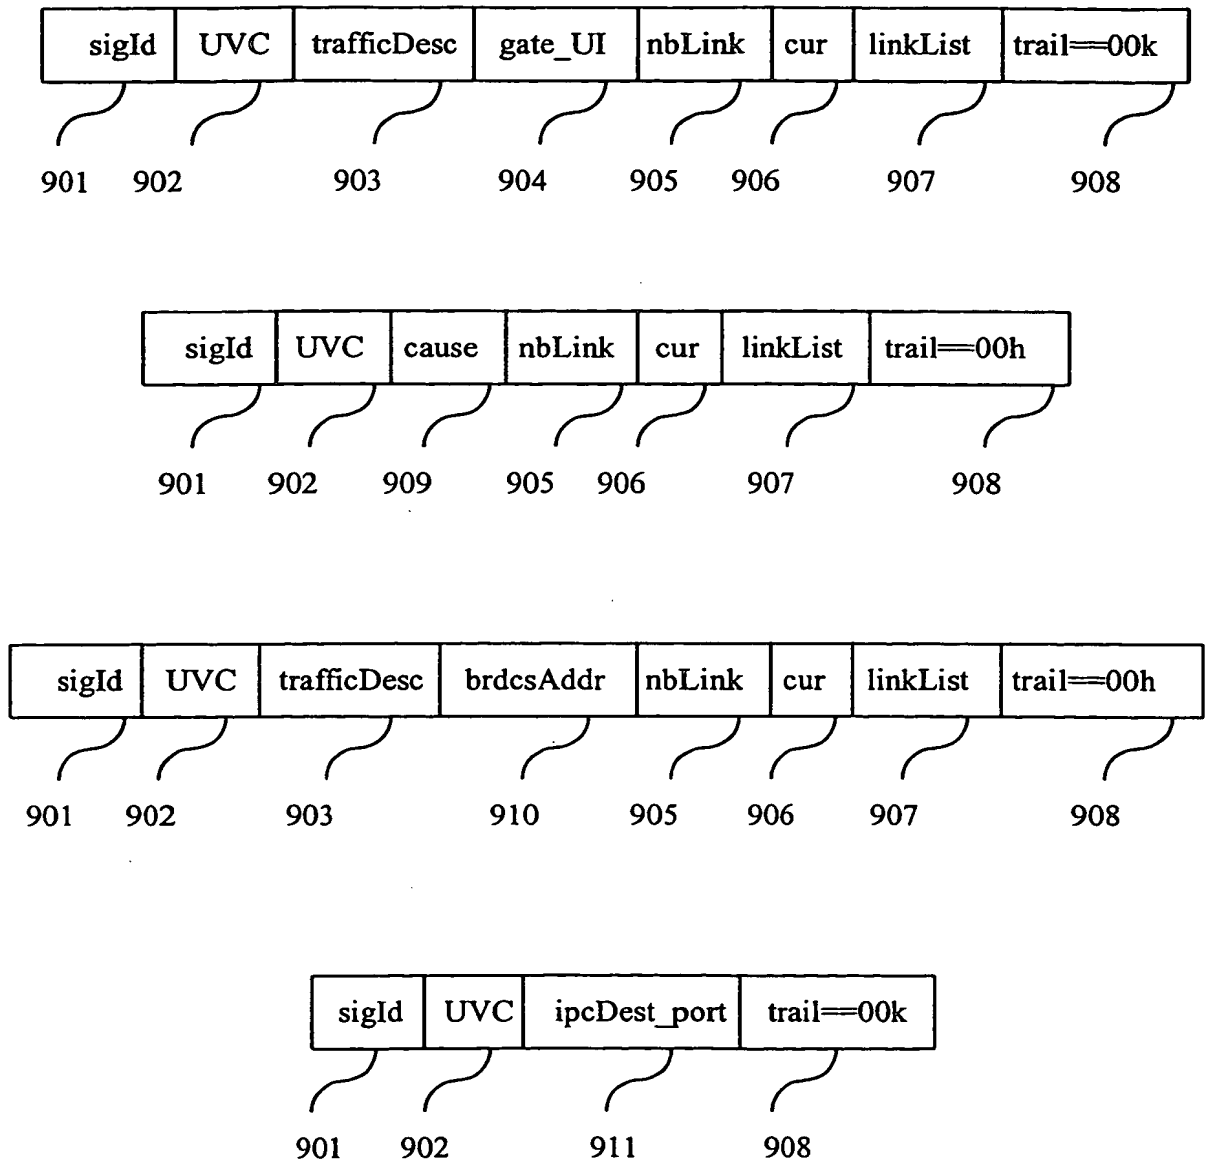 sigId UVC trafficDesc gate_UI nbLink cur linkList trail==00k
901 902 903 904 905 906 907 908
sigId UVC cause nbLink cur linkList trail==00h
901 902 909 905 906 907 908
sigId UVC trafficDesc brdcsAddr nbLink cur linkList trail==00h
901 902 903 910 905 906 907 908
sigId UVC ipcDest_port trail==00k
901 902 911 908